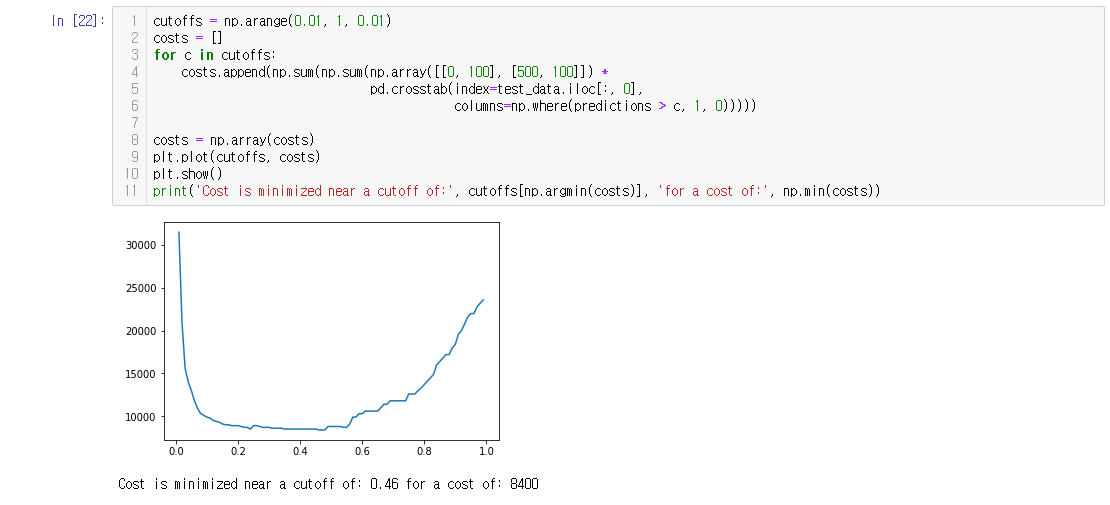 In [22]:
1 cutoffs = np.arange(0.01, 1, 0.01)
2 costs = []
3 for c in cutoffs:
4     costs.append(np.sum(np.sum(np.array([[0, 100], [500, 100]]) *
5                                pd.crosstab(index=test_data.iloc[:, 0],
6                                            columns=np.where(predictions > c, 1, 0)))))
7
8 costs = np.array(costs)
9 plt.plot(cutoffs, costs)
10 plt.show()
11 print('Cost is minimized near a cutoff of:', cutoffs[np.argmin(costs)], 'for a cost of:', np.min(costs))
30000
25000
20000
15000
10000
0.0 0.2 0.4 0.6 0.8 1.0
Cost is minimized near a cutoff of: 0.46 for a cost of: 8400